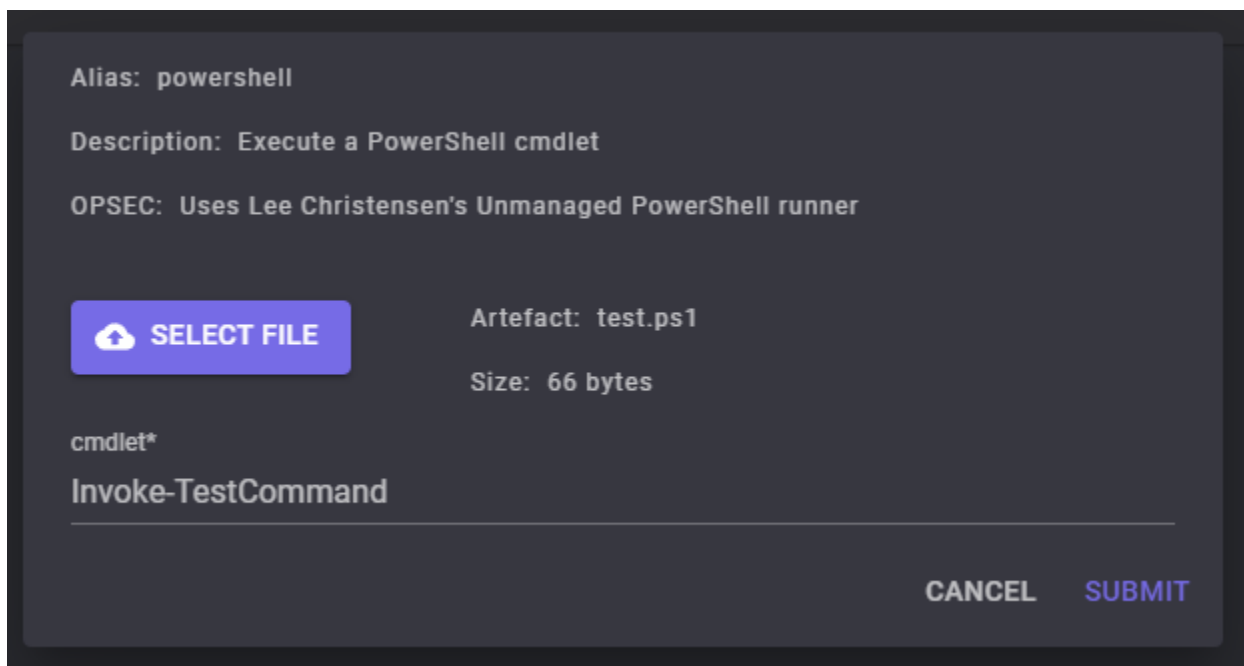 Alias: powershell
Description: Execute a PowerShell cmdlet
OPSEC: Uses Lee Christensen's Unmanaged PowerShell runner
SELECT FILE
Artefact: test.ps1
Size: 66 bytes
cmdlet*
Invoke-TestCommand
CANCEL SUBMIT